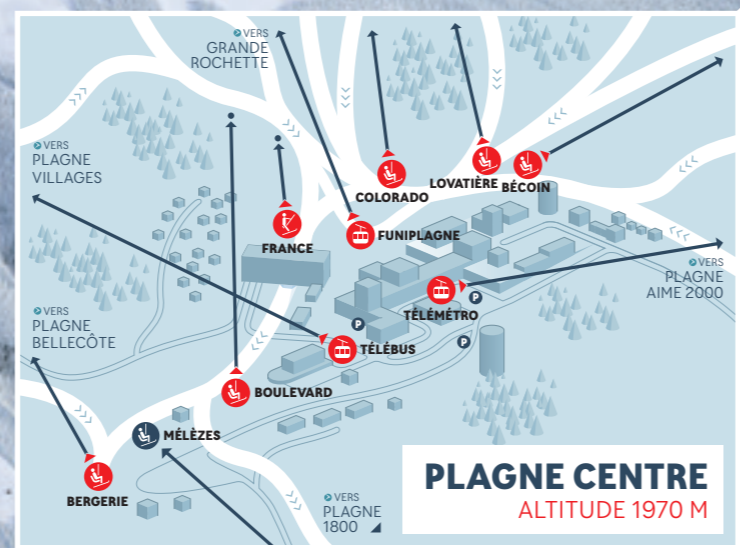 VERS
GRANDE
ROCHETTE
VERS
PLAGNE
VILLAGES
COLORADO
LOVATIÈRE
BÉCOIN
FRANCE
FUNIPLAGNE
VERS
PLAGNE
AIME 2000
TÉLÉMÉTRO
P
VERS
PLAGNE
BELLECÔTE
P
P
TÉLÉBUS
BOULEVARD
MÉLÈZES
BERGERIE
VERS
PLAGNE
1800
PLAGNE CENTRE
ALTITUDE 1970 M